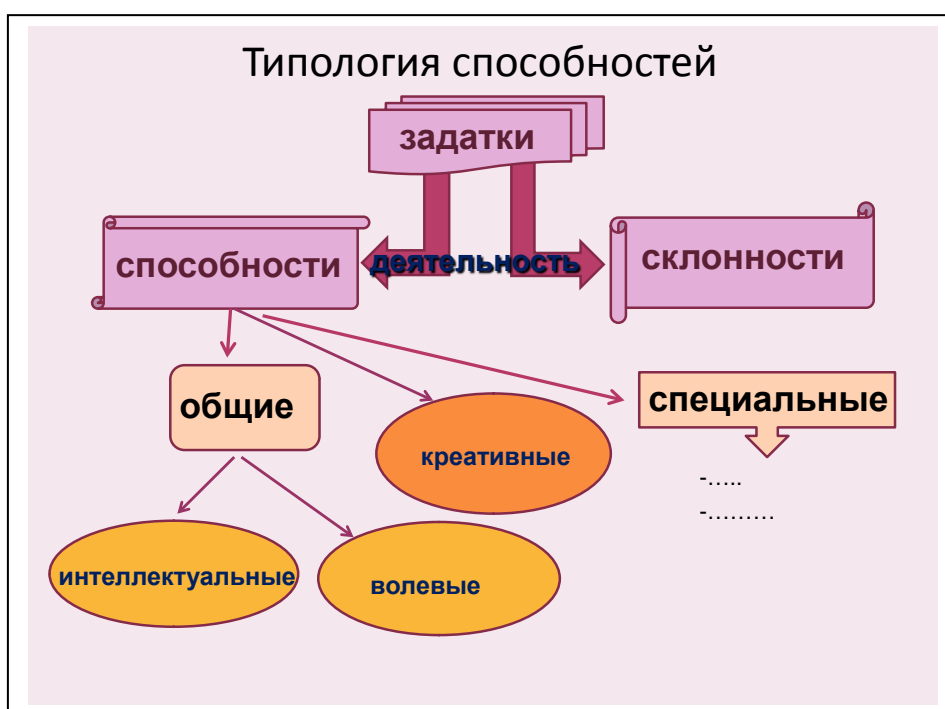 Типология способностей
задатки
способности
деятельность
склонности
общие
креативные
специальные
-…..
-………
интеллектуальные
волевые